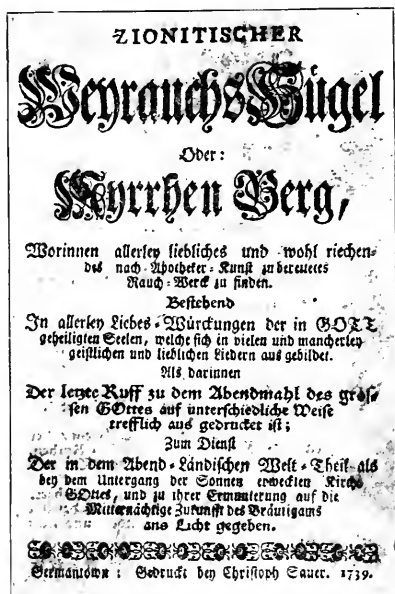 ZIONITISCHER
Weyrauchs Hügel
Oder:
Myrrhen Berg,
Worinnen allerley liebliches und wohl riechen-
des nach Apotheker-Kunst zu bereitetes
Rauch-Werck zu finden.
Bestehend
In allerley Liebes-Würckungen der in GOTT
geheiligten Seelen, welche sich in vielen und mancherley
geistlichen und lieblichen Liedern aus gebildet.
Als darinnen
Der letzte Ruff zu dem Abendmahl des gros-
sen GOttes auf unterschiedliche Weise
trefflich aus gedrucket ist;
Zum Dienst
Der in dem Abend-Ländischen Welt-Theil als
bey dem Untergang der Sonnen erweckten Kirche
GOttes, und zu ihrer Ermunterung auf die
Mitternächtige Zukunfft des Bräutigams
ans Licht gegeben.
Germantown: Gedruckt bey Christoph Sauer. 1739.